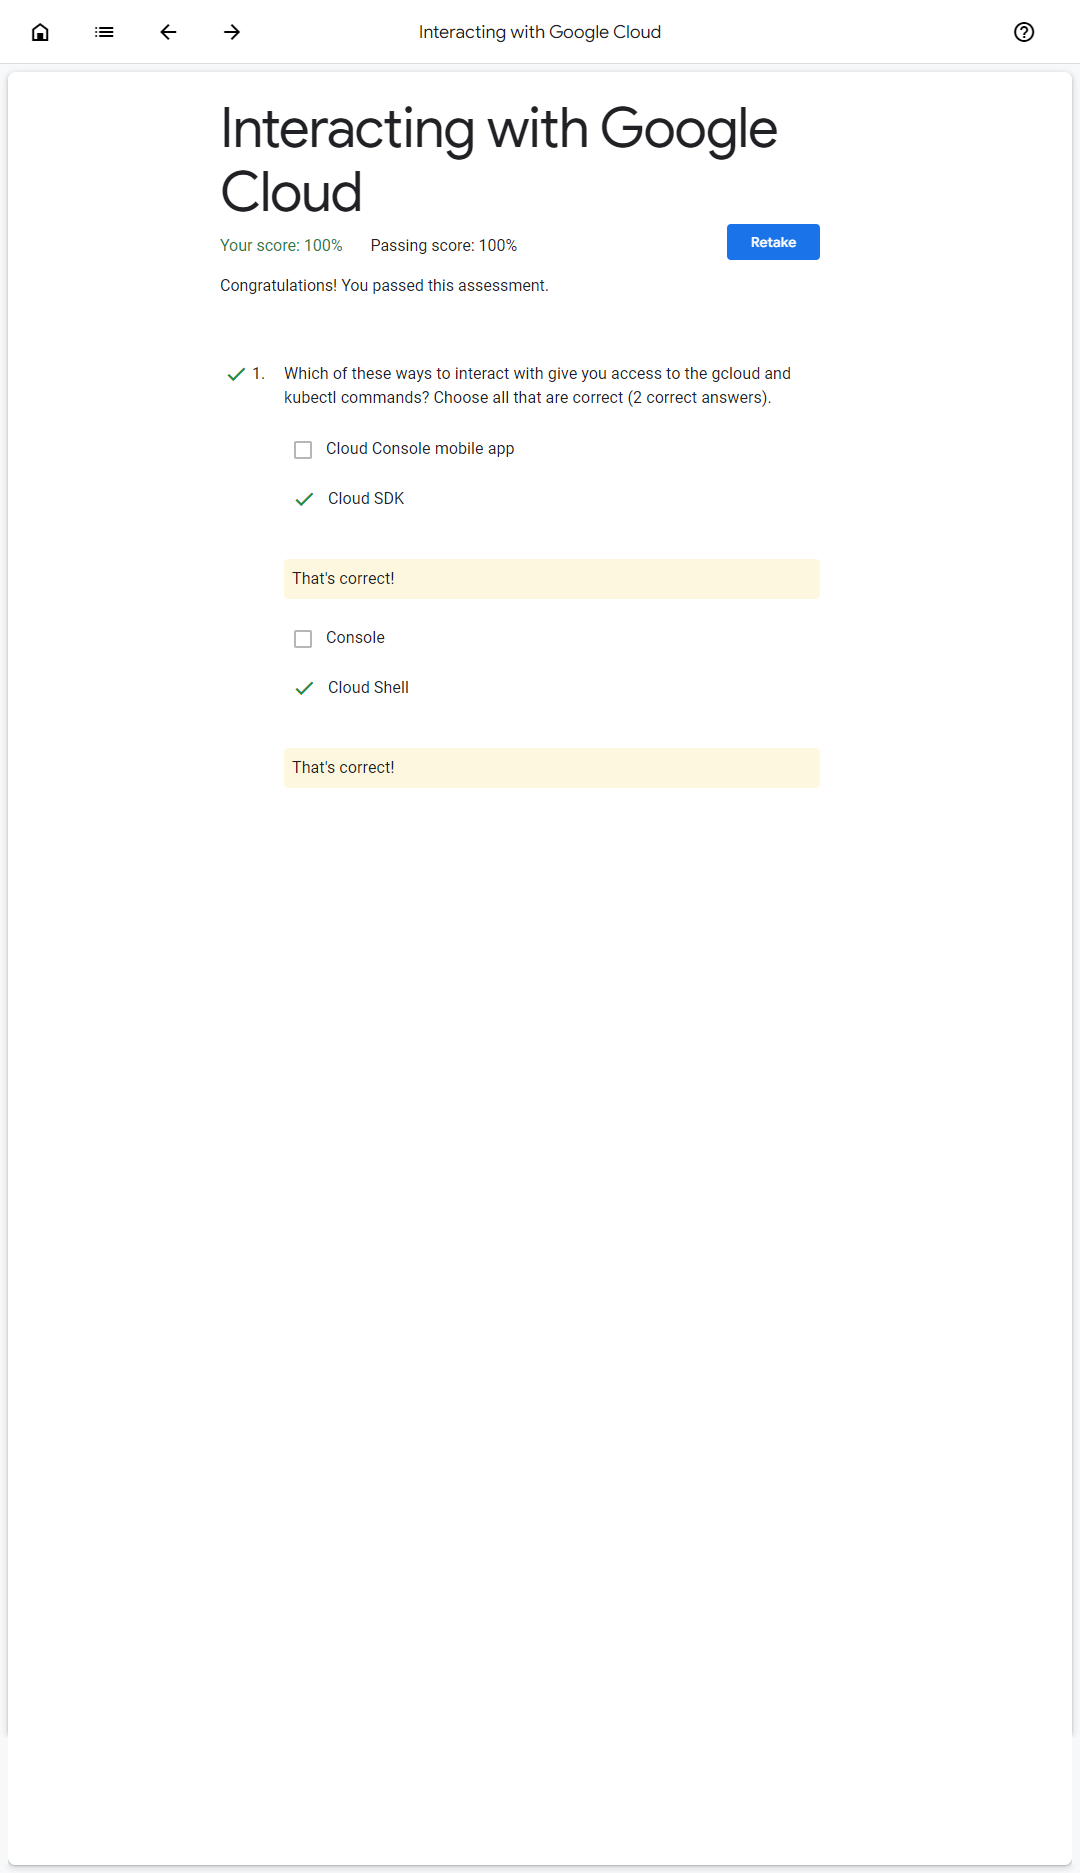 Interacting with Google Cloud
Interacting with Google
Cloud
Your score: 100% Passing score: 100% Retake
Congratulations! You passed this assessment.
1. Which of these ways to interact with give you access to the gcloud and
kubectl commands? Choose all that are correct (2 correct answers).
Cloud Console mobile app
Cloud SDK
That's correct!
Console
Cloud Shell
That's correct!